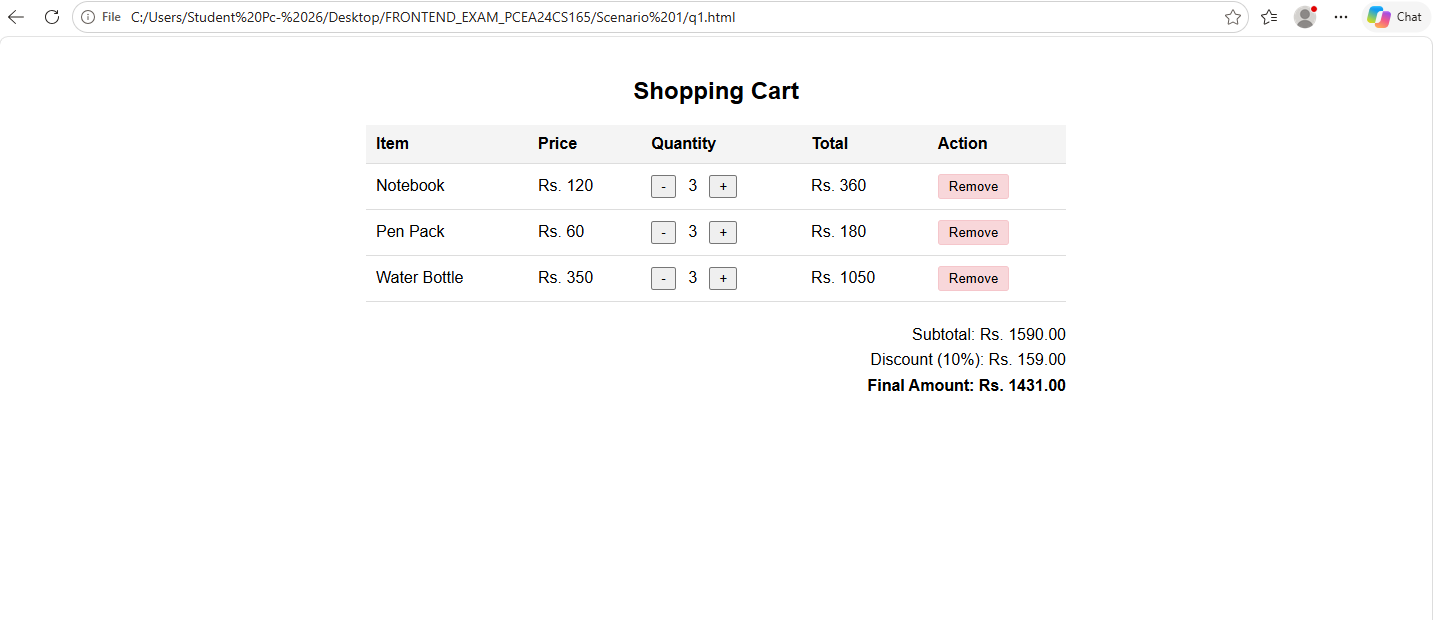 File C:/Users/Student%20Pc-%2026/Desktop/FRONTEND_EXAM_PCEA24CS165/Scenario%201/q1.html Chat
Shopping Cart
Item Price Quantity Total Action
Notebook Rs. 120 - 3 + Rs. 360 Remove
Pen Pack Rs. 60 - 3 + Rs. 180 Remove
Water Bottle Rs. 350 - 3 + Rs. 1050 Remove
Subtotal: Rs. 1590.00
Discount (10%): Rs. 159.00
Final Amount: Rs. 1431.00